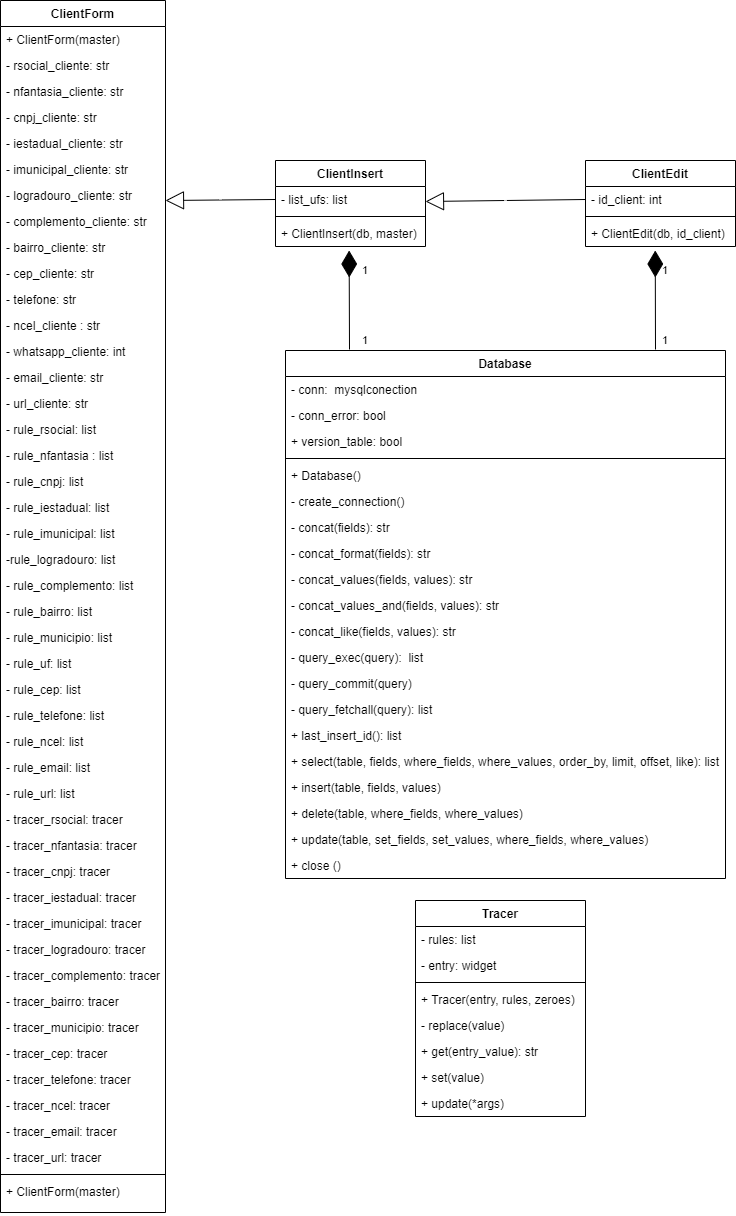 ClientForm
+ ClientForm(master)
- rsocial_cliente: str
- nfantasia_cliente: str
- cnpj_cliente: str
- iestadual_cliente: str
- imunicipal_cliente: str
- logradouro_cliente: str
- complemento_cliente: str
- bairro_cliente: str
- cep_cliente: str
- telefone: str
- ncel_cliente : str
- whatsapp_cliente: int
- email_cliente: str
- url_cliente: str
- rule_rsocial: list
- rule_nfantasia : list
- rule_cnpj: list
- rule_iestadual: list
- rule_imunicipal: list
-rule_logradouro: list
- rule_complemento: list
- rule_bairro: list
- rule_municipio: list
- rule_uf: list
- rule_cep: list
- rule_telefone: list
- rule_ncel: list
- rule_email: list
- rule_url: list
- tracer_rsocial: tracer
- tracer_nfantasia: tracer
- tracer_cnpj: tracer
- tracer_iestadual: tracer
- tracer_imunicipal: tracer
- tracer_logradouro: tracer
- tracer_complemento: tracer
- tracer_bairro: tracer
- tracer_municipio: tracer
- tracer_cep: tracer
- tracer_telefone: tracer
- tracer_ncel: tracer
- tracer_email: tracer
- tracer_url: tracer
+ ClientForm(master)
ClientInsert
- list_ufs: list
+ ClientInsert(db, master)
ClientEdit
- id_client: int
+ ClientEdit(db, id_client)
1
1
1
1
Database
- conn:  mysqlconection
- conn_error: bool
+ version_table: bool
+ Database()
- create_connection()
- concat(fields): str
- concat_format(fields): str
- concat_values(fields, values): str
- concat_values_and(fields, values): str
- concat_like(fields, values): str
- query_exec(query):  list
- query_commit(query)
- query_fetchall(query): list
+ last_insert_id(): list
+ select(table, fields, where_fields, where_values, order_by, limit, offset, like): list
+ insert(table, fields, values)
+ delete(table, where_fields, where_values)
+ update(table, set_fields, set_values, where_fields, where_values)
+ close ()
Tracer
- rules: list
- entry: widget
+ Tracer(entry, rules, zeroes)
- replace(value)
+ get(entry_value): str
+ set(value)
+ update(*args)